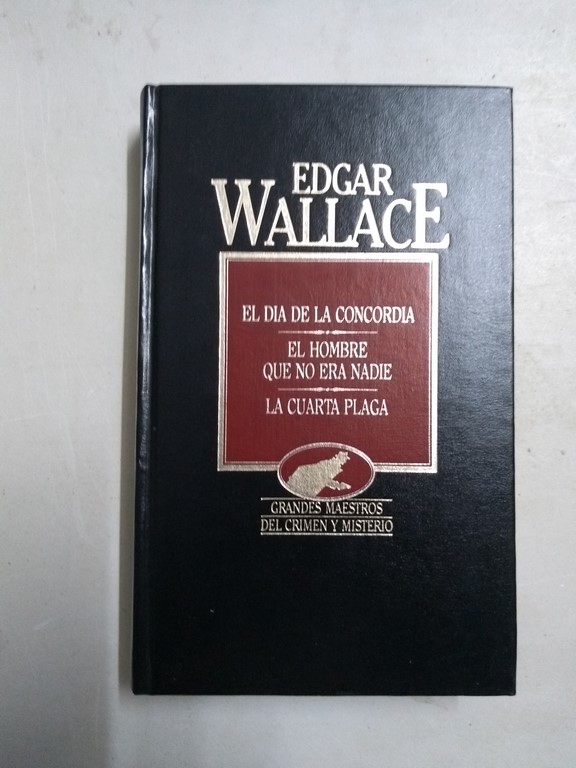 EDGAR
WALLACE
EL DIA DE LA CONCORDIA
EL HOMBRE
QUE NO ERA NADIE
LA CUARTA PLAGA
GRANDES MAESTROS
DEL CRIMEN Y MISTERIO